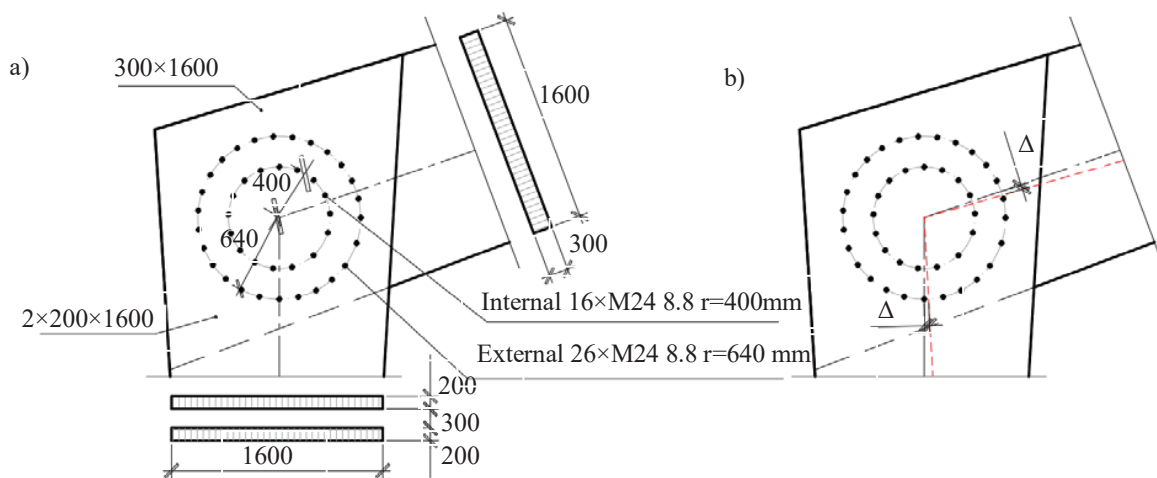 a)
300×1600
1600
b)
Δ
400
640
300
2×200×1600
Internal 16×M24 8.8 r=400mm
Δ
External 26×M24 8.8 r=640 mm
200
300
200
1600